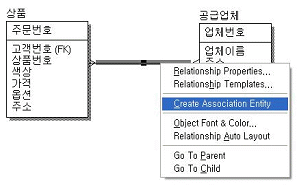 상품
주문번호
고객번호 (FK)
상품번호
색상
가격
옵션
주소
공급업체
업체번호
업체이름
주소
Relationship Properties...
Relationship Templates...
Create Association Entity
Object Font & Color...
Relationship Auto Layout
Go To Parent
Go To Child